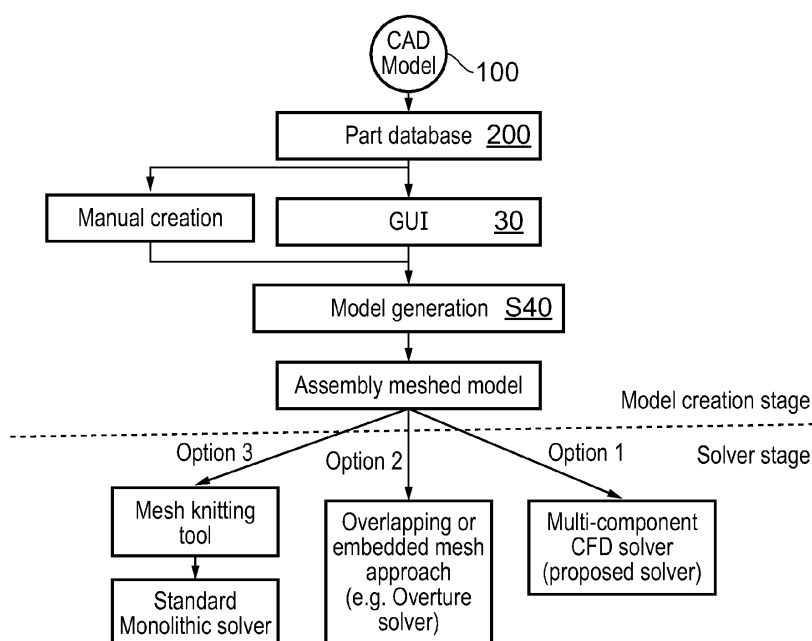 CAD
Model
100
Part database 200
Manual creation
GUI 30
Model generation S40
Assembly meshed model
Model creation stage
Solver stage
Option 3
Option 2
Option 1
Mesh knitting
tool
Standard
Monolithic solver
Overlapping or
embedded mesh
approach
(e.g. Overture
solver)
Multi-component
CFD solver
(proposed solver)